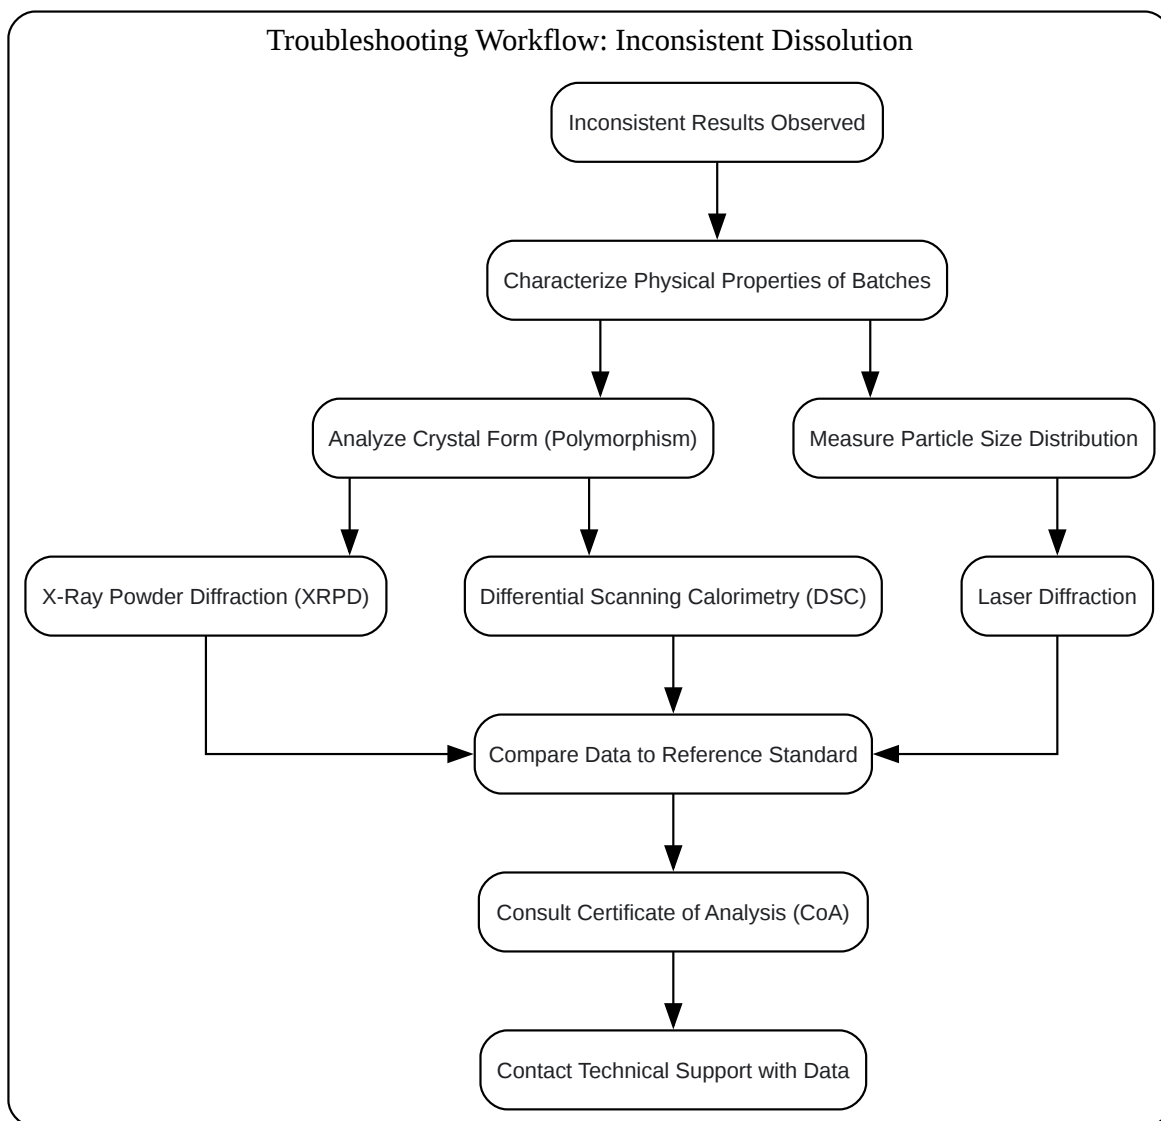 Troubleshooting Workflow: Inconsistent Dissolution
Inconsistent Results Observed
Characterize Physical Properties of Batches
Analyze Crystal Form (Polymorphism)
Measure Particle Size Distribution
X-Ray Powder Diffraction (XRPD)
Differential Scanning Calorimetry (DSC)
Laser Diffraction
Compare Data to Reference Standard
Consult Certificate of Analysis (CoA)
Contact Technical Support with Data